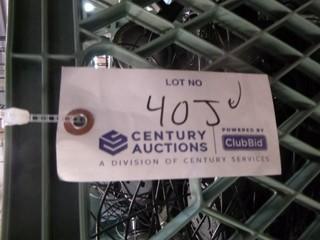 LOT NO
40J
CENTURY
AUCTIONS
POWERED BY
ClubBid
A DIVISION OF CENTURY SERVICES